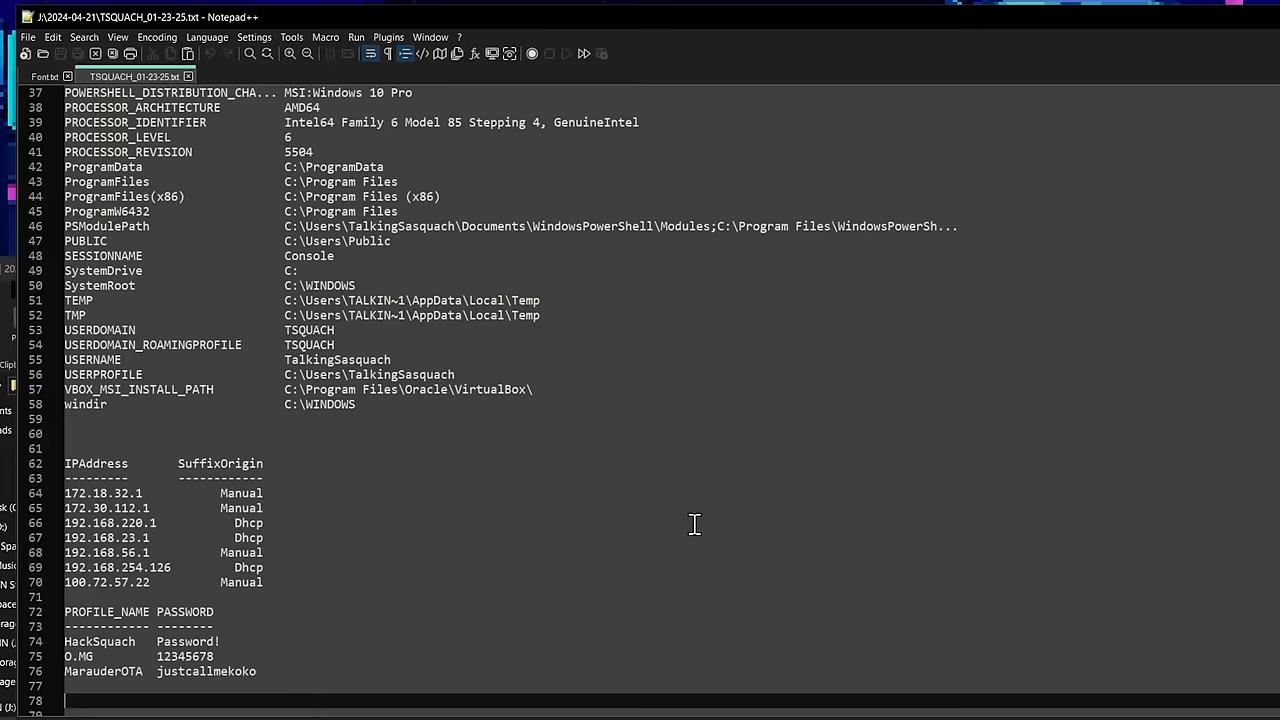 J:\2024-04-21\TSQUACH_01-23-25.txt - Notepad++
File Edit Search View Encoding Language Settings Tools Macro Run Plugins Window ?
Font.txt TSQUACH_01-23-25.txt
37 POWERSHELL_DISTRIBUTION_CHA... MSI:Windows 10 Pro
38 PROCESSOR_ARCHITECTURE AMD64
39 PROCESSOR_IDENTIFIER Intel64 Family 6 Model 85 Stepping 4, GenuineIntel
40 PROCESSOR_LEVEL 6
41 PROCESSOR_REVISION 5504
42 ProgramData C:\ProgramData
43 ProgramFiles C:\Program Files
44 ProgramFiles(x86) C:\Program Files (x86)
45 ProgramW6432 C:\Program Files
46 PSModulePath C:\Users\TalkingSasquach\Documents\WindowsPowerShell\Modules;C:\Program Files\WindowsPowerSh...
47 PUBLIC C:\Users\Public
48 SESSIONNAME Console
49 SystemDrive C:
50 SystemRoot C:\WINDOWS
51 TEMP C:\Users\TALKIN~1\AppData\Local\Temp
52 TMP C:\Users\TALKIN~1\AppData\Local\Temp
53 USERDOMAIN TSQUACH
54 USERDOMAIN_ROAMINGPROFILE TSQUACH
55 USERNAME TalkingSasquach
56 USERPROFILE C:\Users\TalkingSasquach
57 VBOX_MSI_INSTALL_PATH C:\Program Files\Oracle\VirtualBox\
58 windir C:\WINDOWS
59
60
61
62 IPAddress SuffixOrigin
63 --------- ------------
64 172.18.32.1 Manual
65 172.30.112.1 Manual
66 192.168.220.1 Dhcp
67 192.168.23.1 Dhcp
68 192.168.56.1 Manual
69 192.168.254.126 Dhcp
70 100.72.57.22 Manual
71
72 PROFILE_NAME PASSWORD
73 ------------ --------
74 HackSquach Password!
75 O.MG 12345678
76 MarauderOTA justcallmekoko
77
78